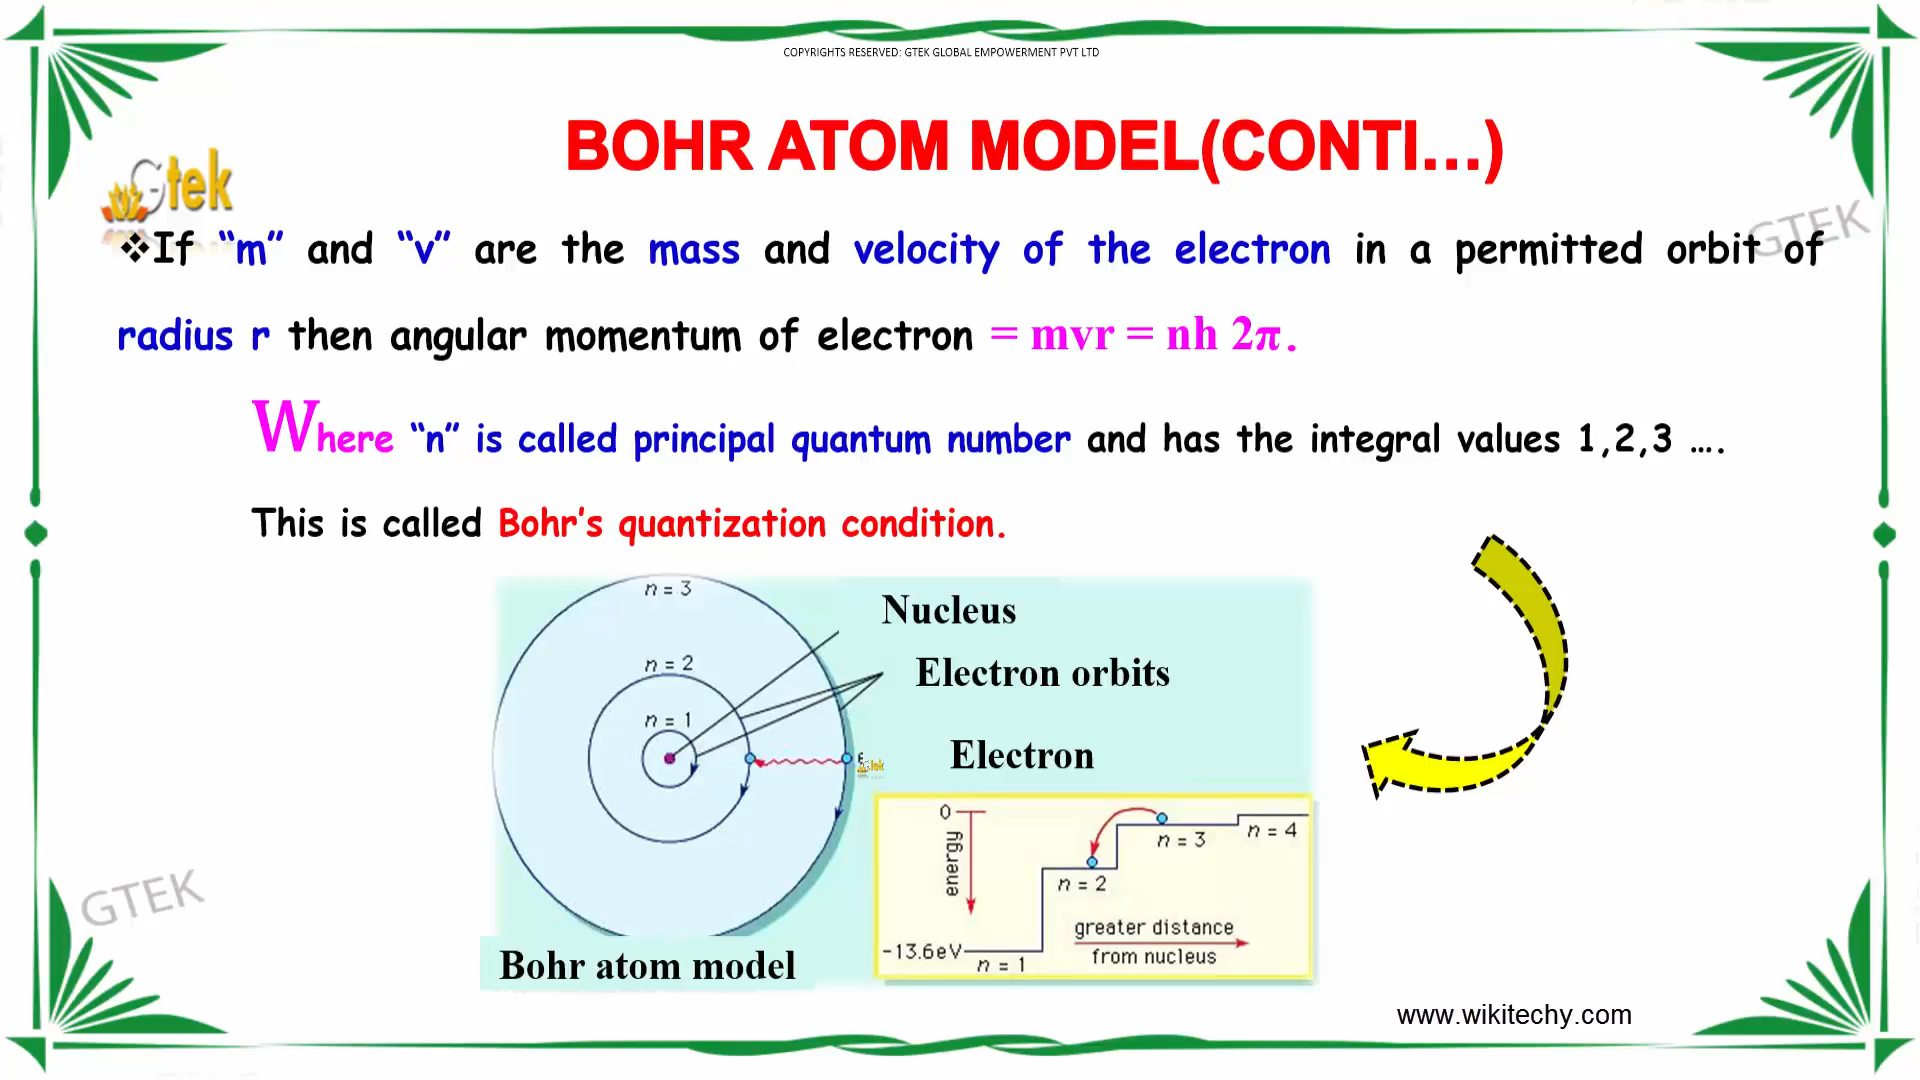 COPYRIGHTS RESERVED: GTEK GLOBAL EMPOWERMENT PVT LTD
BOHR ATOM MODEL(CONTI...)
Gtek
GTEK
❖If “m” and “v” are the mass and velocity of the electron in a permitted orbit of
radius r then angular momentum of electron = mvr = nh 2π.
Where “n” is called principal quantum number and has the integral values 1,2,3 ….
This is called Bohr’s quantization condition.
n = 3
Nucleus
n = 2
Electron orbits
n = 1
Electron
Gtek
0
energy
n = 3
n = 4
n = 2
greater distance
from nucleus
-13.6eV
n = 1
Bohr atom model
GTEK
www.wikitechy.com